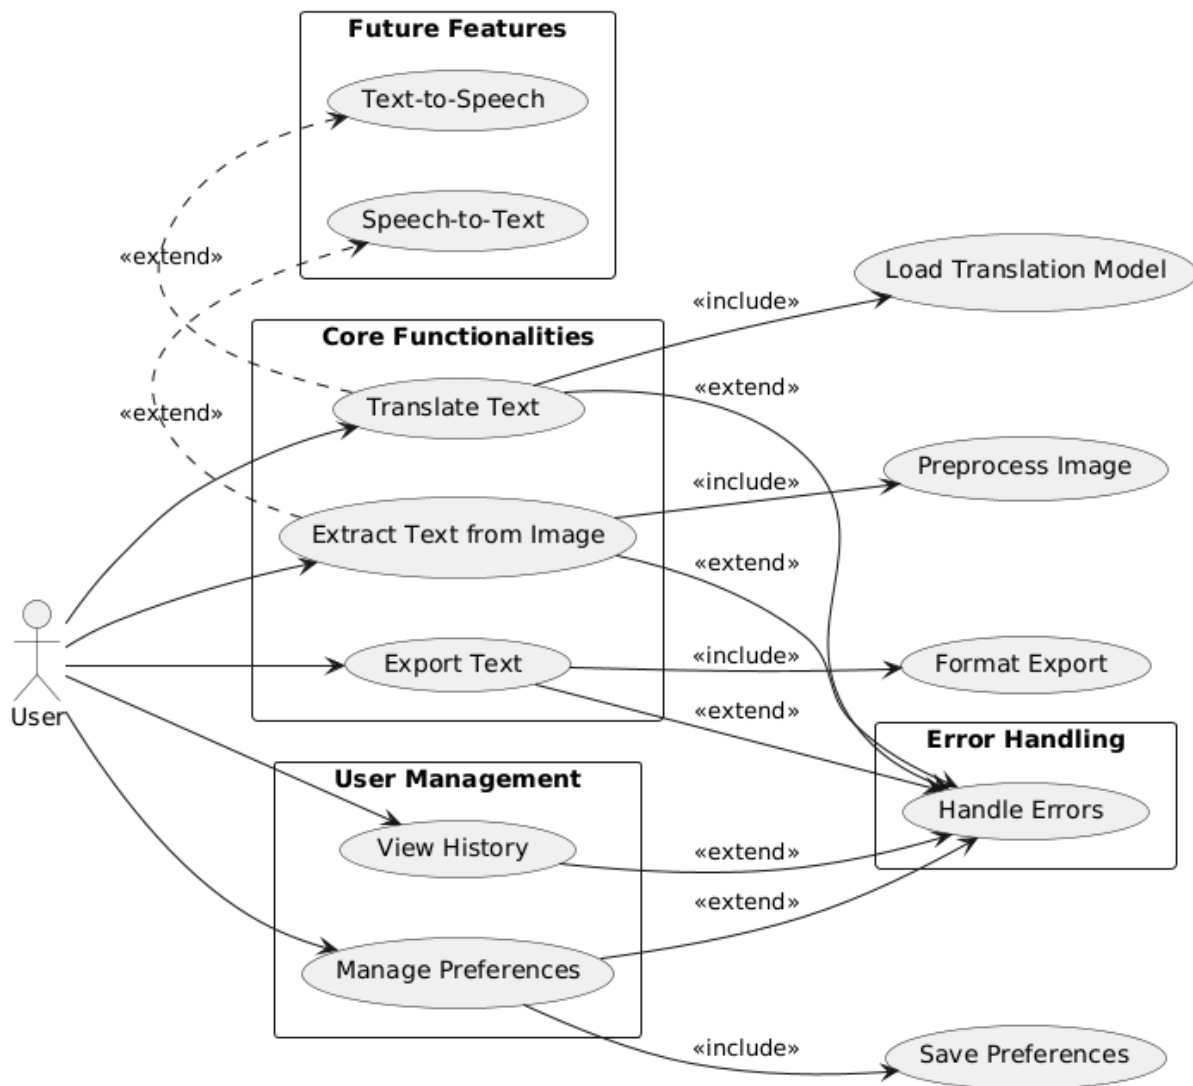 Future Features
Text-to-Speech
Speech-to-Text
«extend»
«extend»
Core Functionalities
Translate Text
Extract Text from Image
Export Text
User
User Management
View History
Manage Preferences
«include»
«extend»
«include»
«extend»
«include»
«extend»
«extend»
«extend»
«include»
Load Translation Model
Preprocess Image
Format Export
Error Handling
Handle Errors
Save Preferences